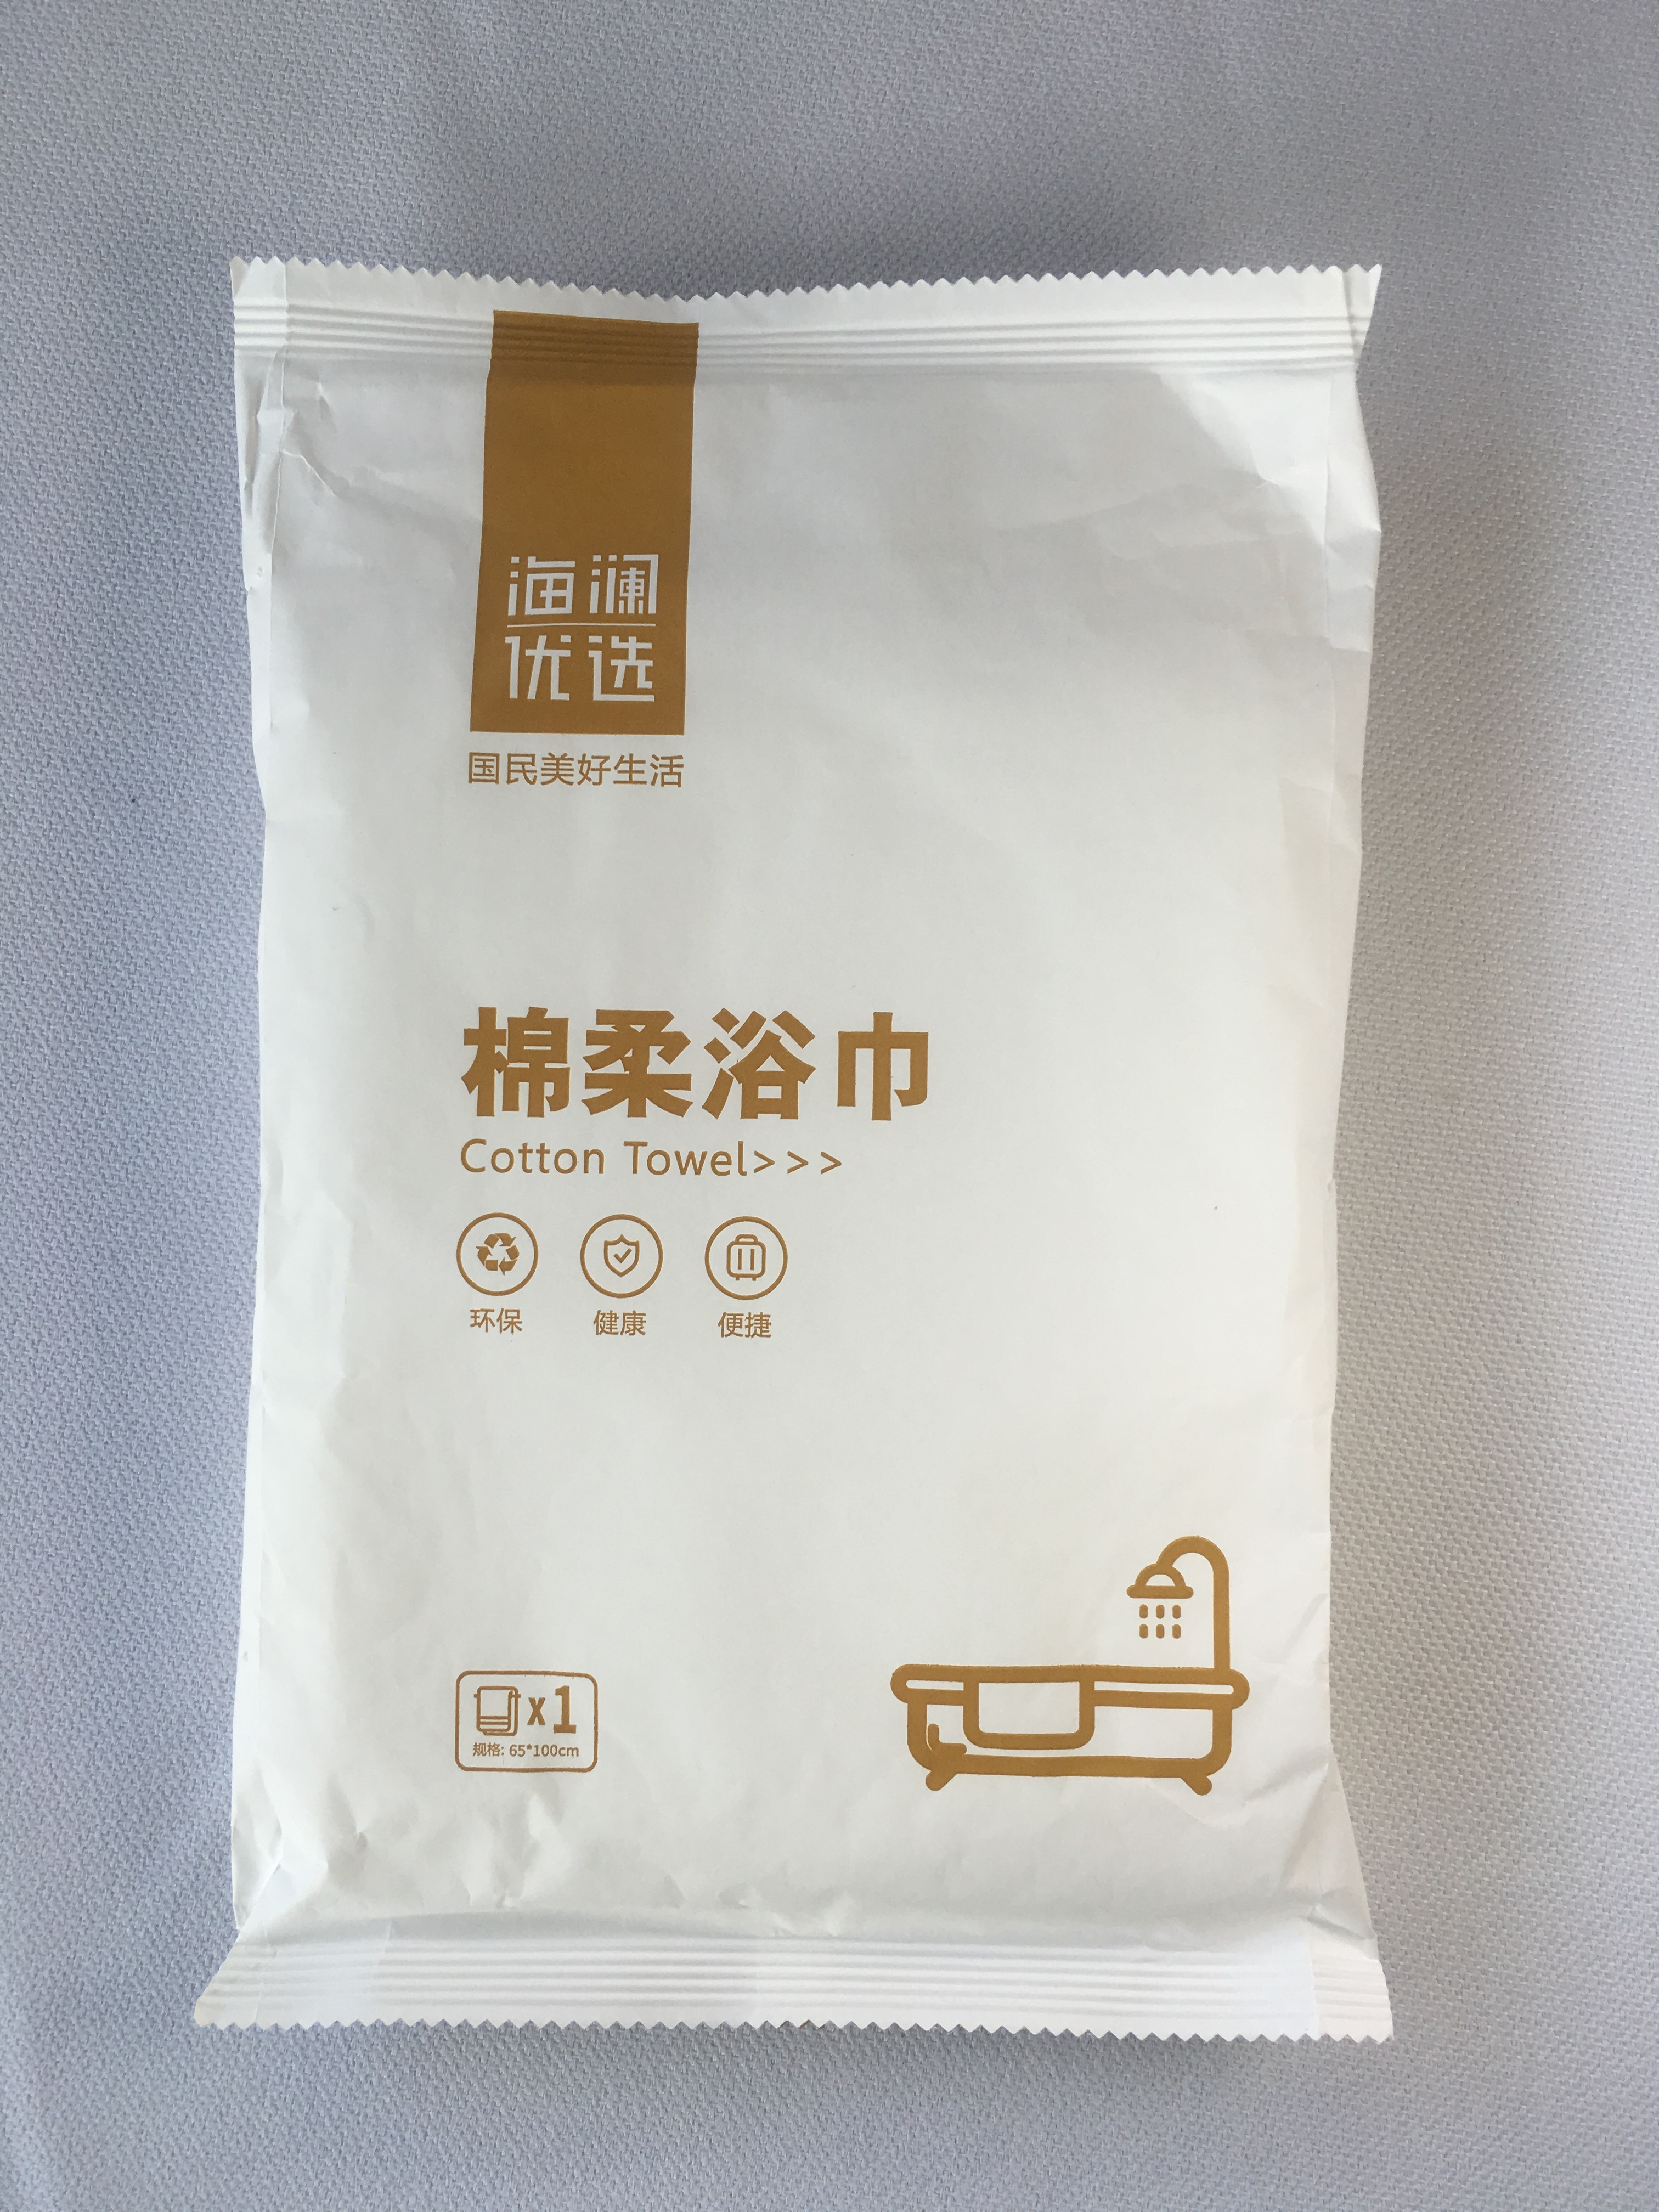 海澜
优选
国民美好生活
棉柔浴巾
Cotton Towel>>>
环保 健康 便捷
x1
规格: 65*100cm